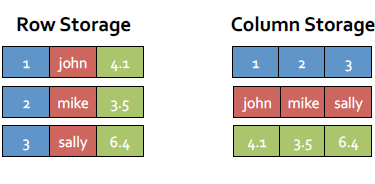 Row Storage
1 john 4.1
2 mike 3.5
3 sally 6.4
Column Storage
1 2 3
john mike sally
4.1 3.5 6.4